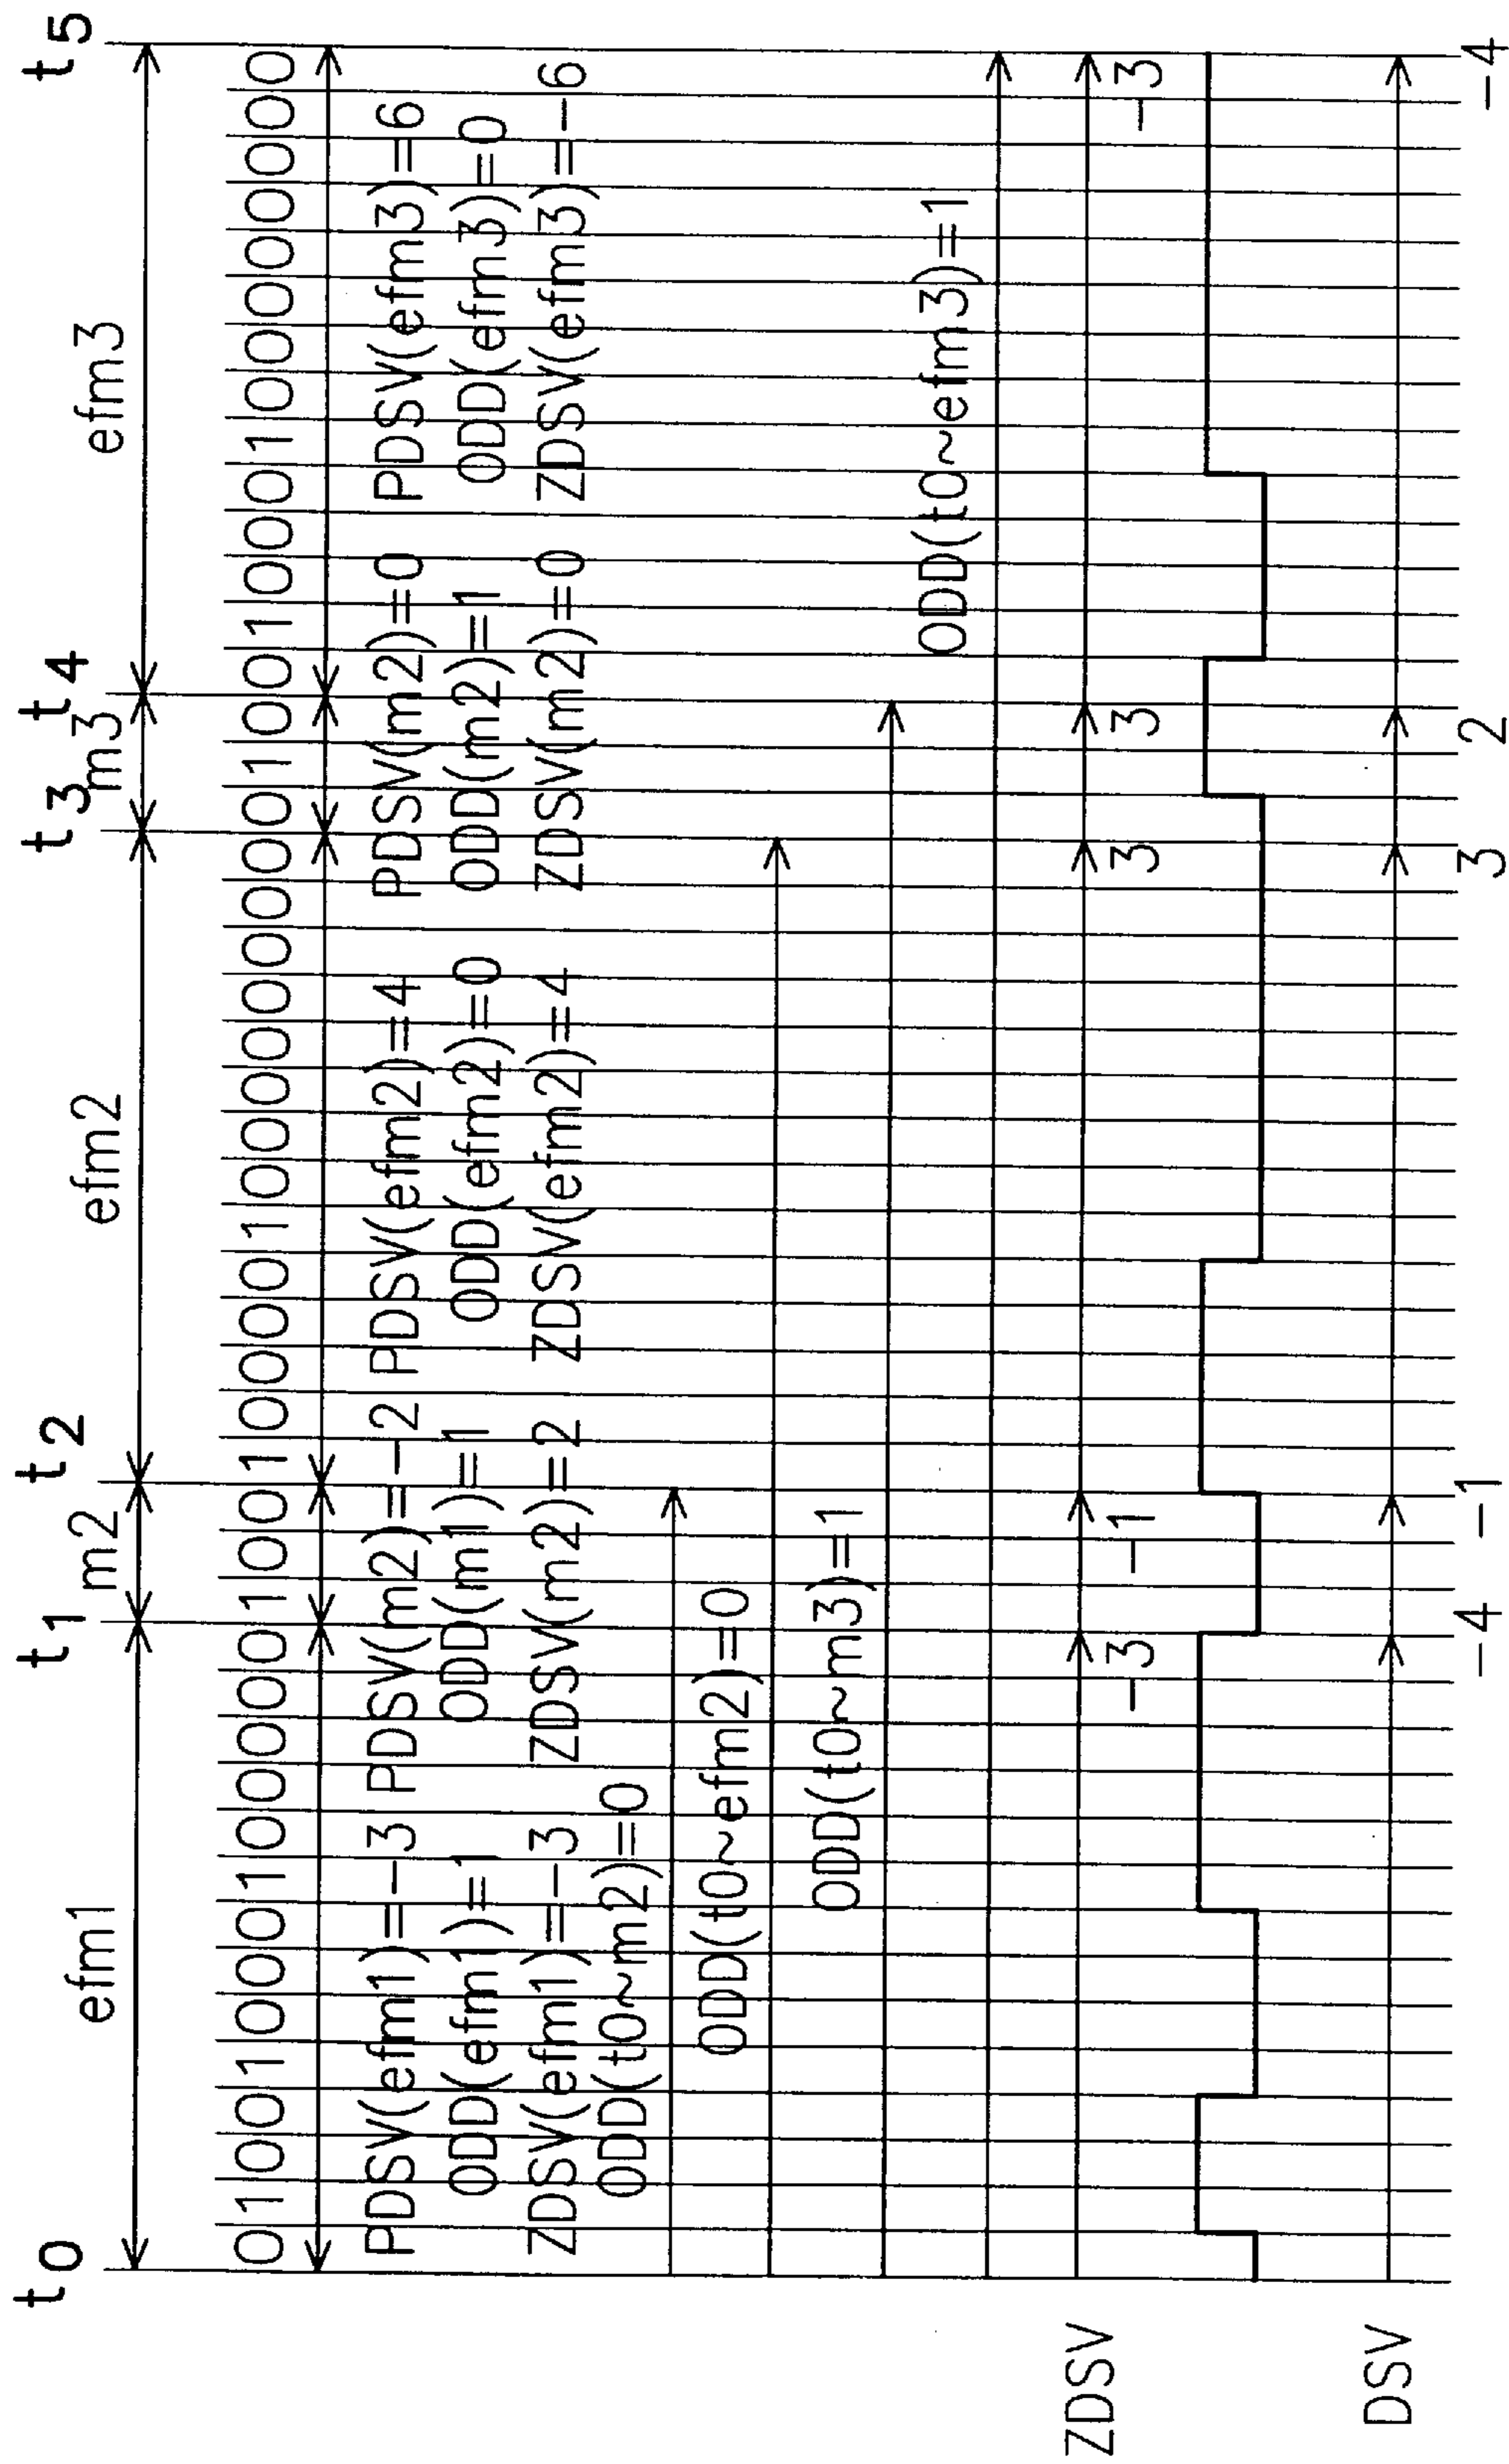 t0 t1 t2 t3 t4 t5
efm1 m2 efm2 m3 efm3
010010001000001001000010000000001001000100000000
PDSV(efm1)=-3 PDSV(m2)=-2 PDSV(efm2)=4 PDSV(m2)=0 PDSV(efm3)=6
ODD(efm1)=1 ODD(m1)=1 ODD(efm2)=0 ODD(m2)=1 ODD(efm3)=0
ZDSV(efm1)=-3 ZDSV(m2)=2 ZDSV(efm2)=4 ZDSV(m2)=0 ZDSV(efm3)=-6
ODD(t0~m2)=0
ODD(t0~efm2)=0
ODD(t0~m3)=1
ODD(t0~efm3)=1
ZDSV -3 -1 3 3 -3
DSV -4 -1 3 2 -4